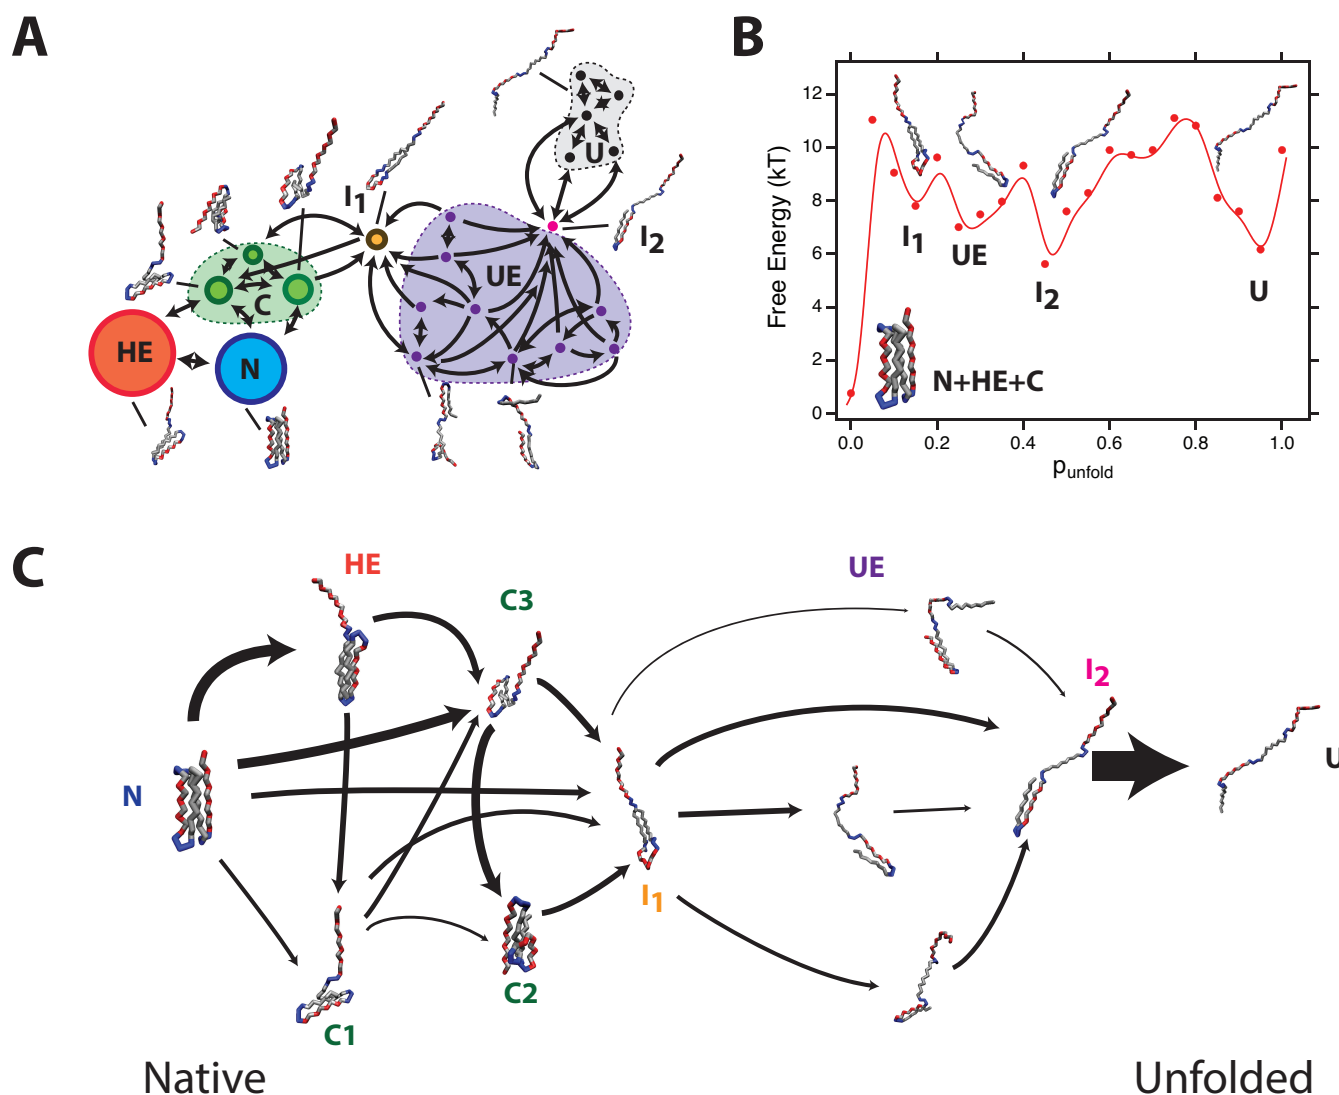 A
I1
U
I2
UE
C
HE
N
B
Free Energy (kT)
12
10
8
6
4
2
0
I1
UE
I2
U
N+HE+C
0.0 0.2 0.4 0.6 0.8 1.0
punfold
C
HE
UE
C3
I2
U
N
I1
C2
C1
Native
Unfolded